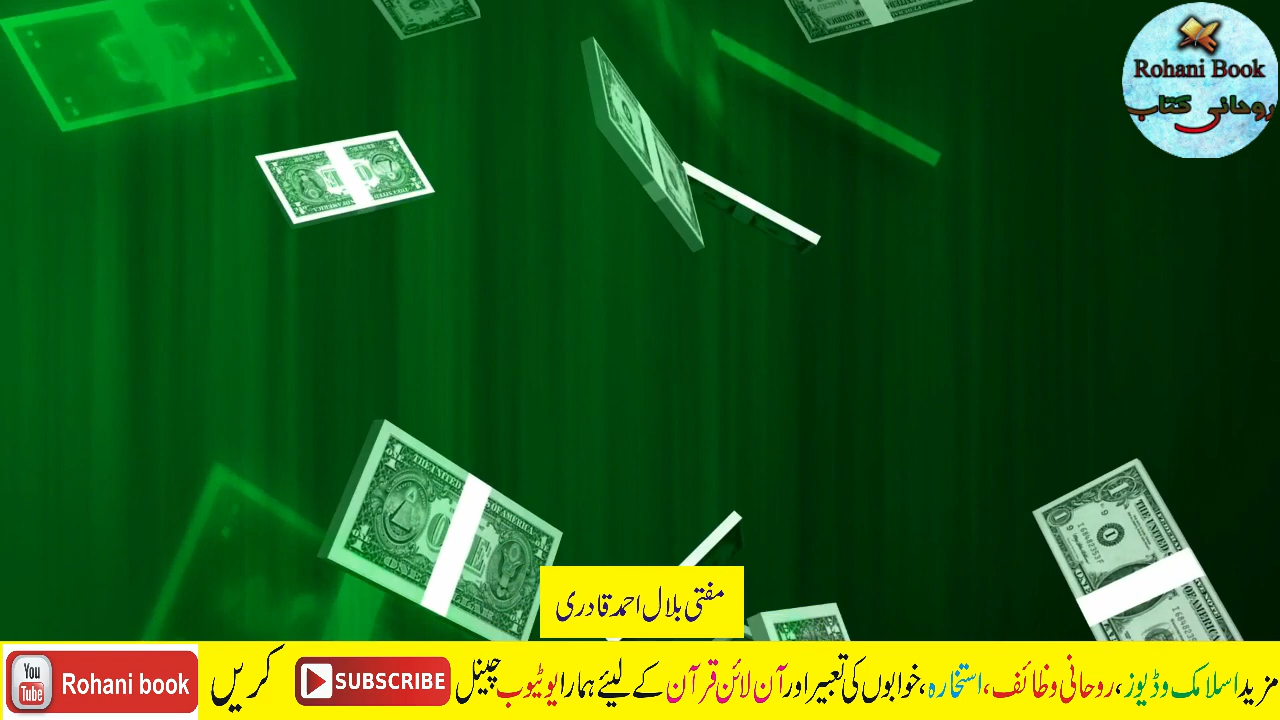 Rohani Book
روحانی کتاب
مفتی بلال احمد قادری
مزید اسلامک وڈیوز، روحانی وظائف، استخارہ، خوابوں کی تعبیر اور آن لائن قرآن کے لیئے ہمارا یوٹیوب چینل SUBSCRIBE کریں
You Tube Rohani book